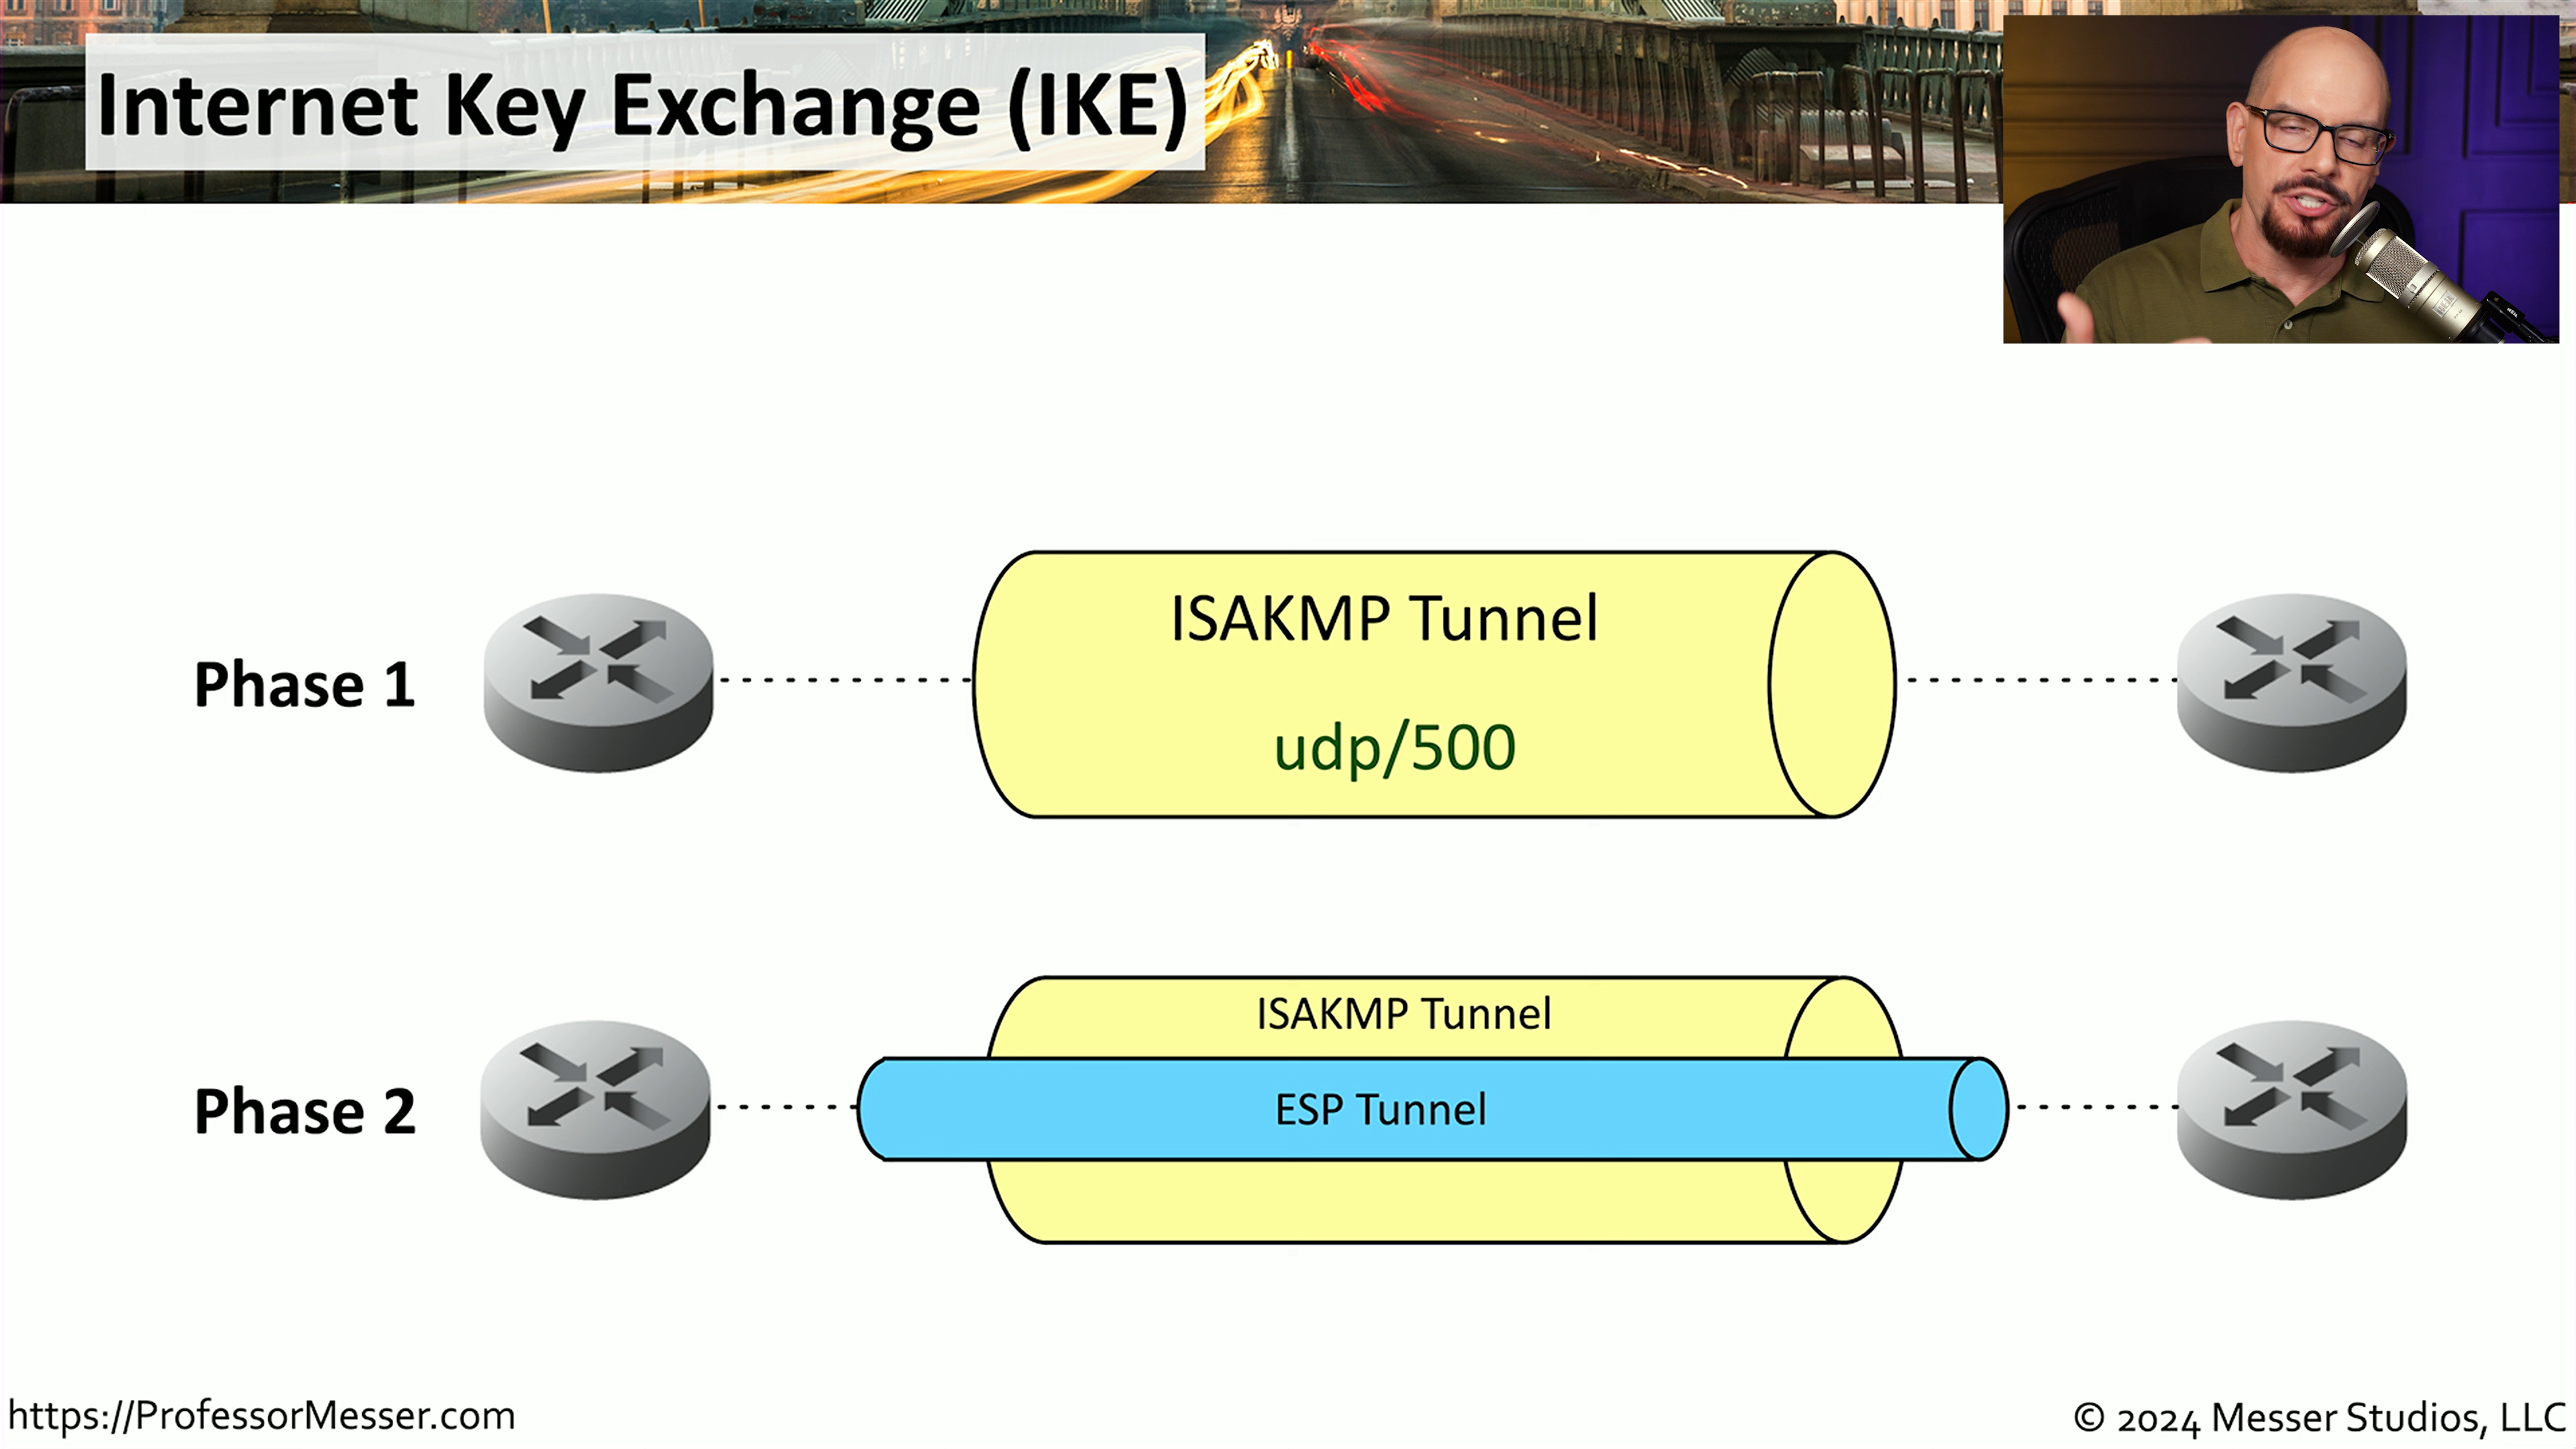 Internet Key Exchange (IKE)
Phase 1
ISAKMP Tunnel
udp/500
Phase 2
ISAKMP Tunnel
ESP Tunnel
https://ProfessorMesser.com
© 2024 Messer Studios, LLC